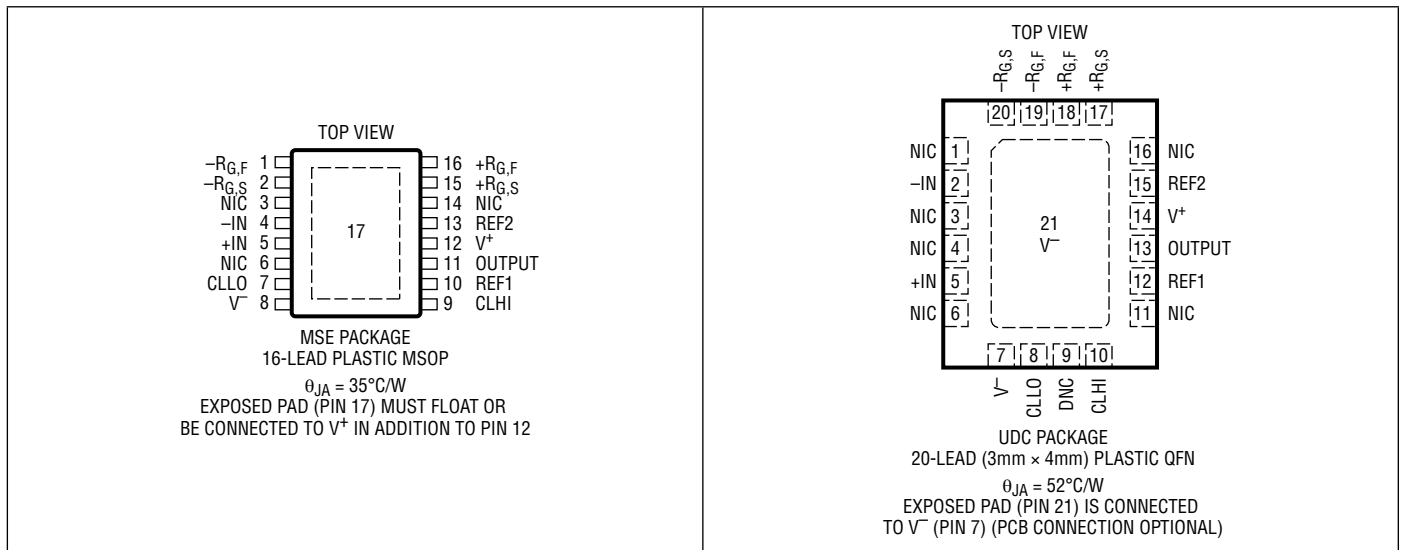 TOP VIEW
–RG,F 1
–RG,S 2
NIC 3
–IN 4
+IN 5
NIC 6
CLLO 7
V– 8
17
16 +RG,F
15 +RG,S
14 NIC
13 REF2
12 V+
11 OUTPUT
10 REF1
9 CLHI
MSE PACKAGE
16-LEAD PLASTIC MSOP
θJA = 35°C/W
EXPOSED PAD (PIN 17) MUST FLOAT OR
BE CONNECTED TO V+ IN ADDITION TO PIN 12
TOP VIEW
–RG,S
–RG,F
+RG,F
+RG,S
20 19 18 17
NIC 1
–IN 2
NIC 3
NIC 4
+IN 5
NIC 6
21
V–
16 NIC
15 REF2
14 V+
13 OUTPUT
12 REF1
11 NIC
7 8 9 10
V–
CLLO
DNC
CLHI
UDC PACKAGE
20-LEAD (3mm × 4mm) PLASTIC QFN
θJA = 52°C/W
EXPOSED PAD (PIN 21) IS CONNECTED
TO V– (PIN 7) (PCB CONNECTION OPTIONAL)